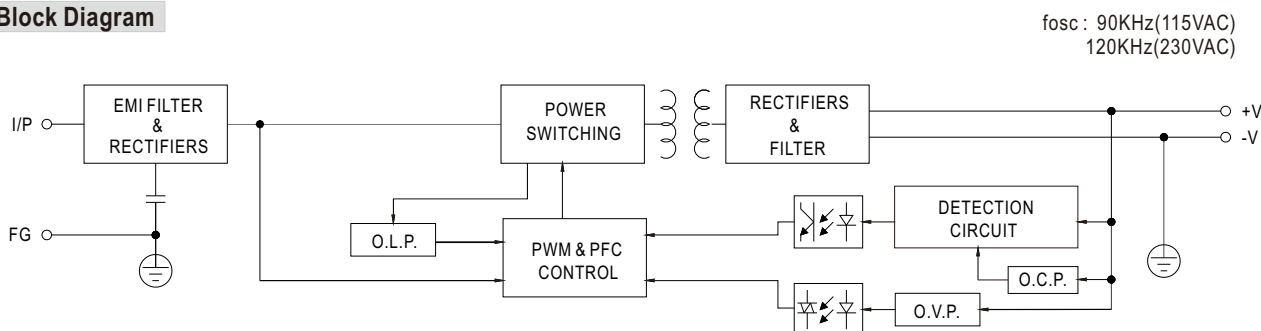 Block Diagram
fosc : 90KHz(115VAC)
120KHz(230VAC)
I/P
EMI FILTER
&
RECTIFIERS
POWER
SWITCHING
RECTIFIERS
&
FILTER
+V
-V
FG
O.L.P.
PWM & PFC
CONTROL
DETECTION
CIRCUIT
O.C.P.
O.V.P.